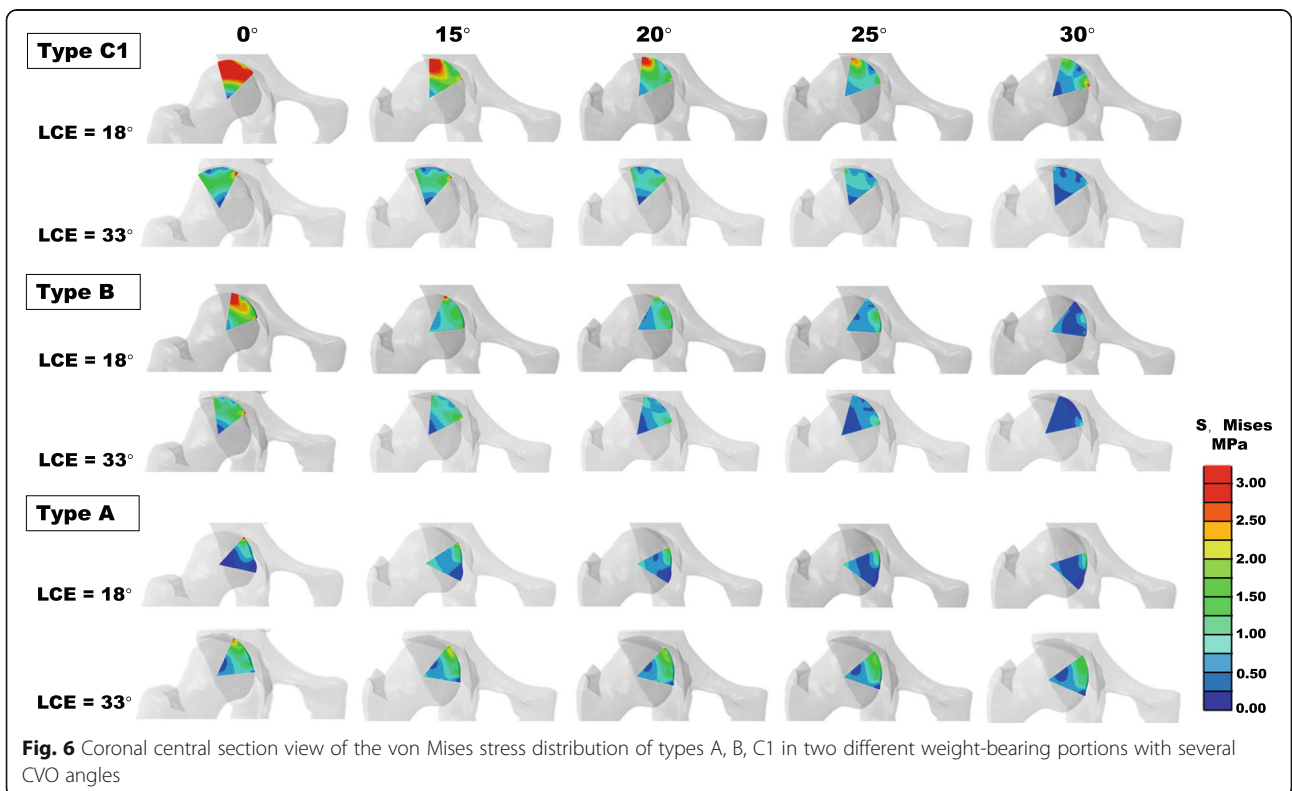 Type C1
0° 15° 20° 25° 30°
LCE = 18°
LCE = 33°
Type B
LCE = 18°
LCE = 33°
Type A
LCE = 18°
LCE = 33°
S, Mises
MPa
3.00
2.50
2.00
1.50
1.00
0.50
0.00
Fig. 6 Coronal central section view of the von Mises stress distribution of types A, B, C1 in two different weight-bearing portions with several
CVO angles